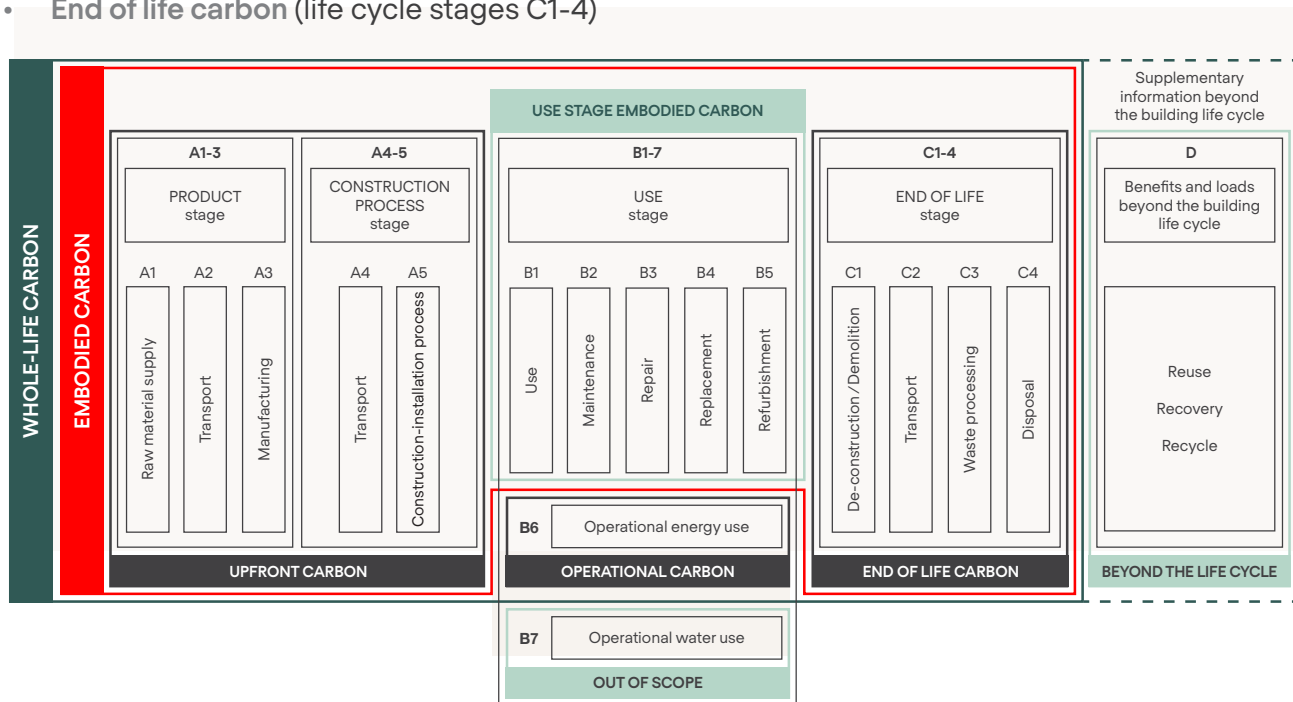 • End of life carbon (life cycle stages C1-4)
WHOLE-LIFE CARBON
EMBODIED CARBON
USE STAGE EMBODIED CARBON
Supplementary
information beyond
the building life cycle
A1-3
PRODUCT
stage
A1
A2
A3
Raw material supply
Transport
Manufacturing
A4-5
CONSTRUCTION
PROCESS
stage
A4
A5
Transport
Construction-installation process
UPFRONT CARBON
B1-7
USE
stage
B1
B2
B3
B4
B5
Use
Maintenance
Repair
Replacement
Refurbishment
B6
Operational energy use
OPERATIONAL CARBON
B7
Operational water use
OUT OF SCOPE
C1-4
END OF LIFE
stage
C1
C2
C3
C4
De-construction / Demolition
Transport
Waste processing
Disposal
END OF LIFE CARBON
D
Benefits and loads
beyond the building
life cycle
Reuse
Recovery
Recycle
BEYOND THE LIFE CYCLE